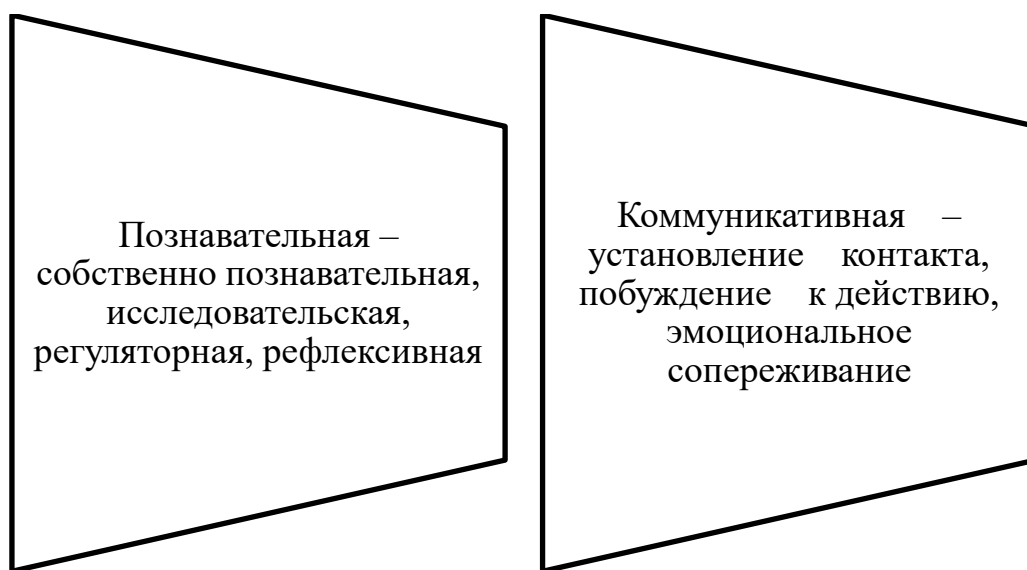 Познавательная –
собственно познавательная,
исследовательская,
регуляторная, рефлексивная
Коммуникативная –
установление контакта,
побуждение к действию,
эмоциональное
сопереживание